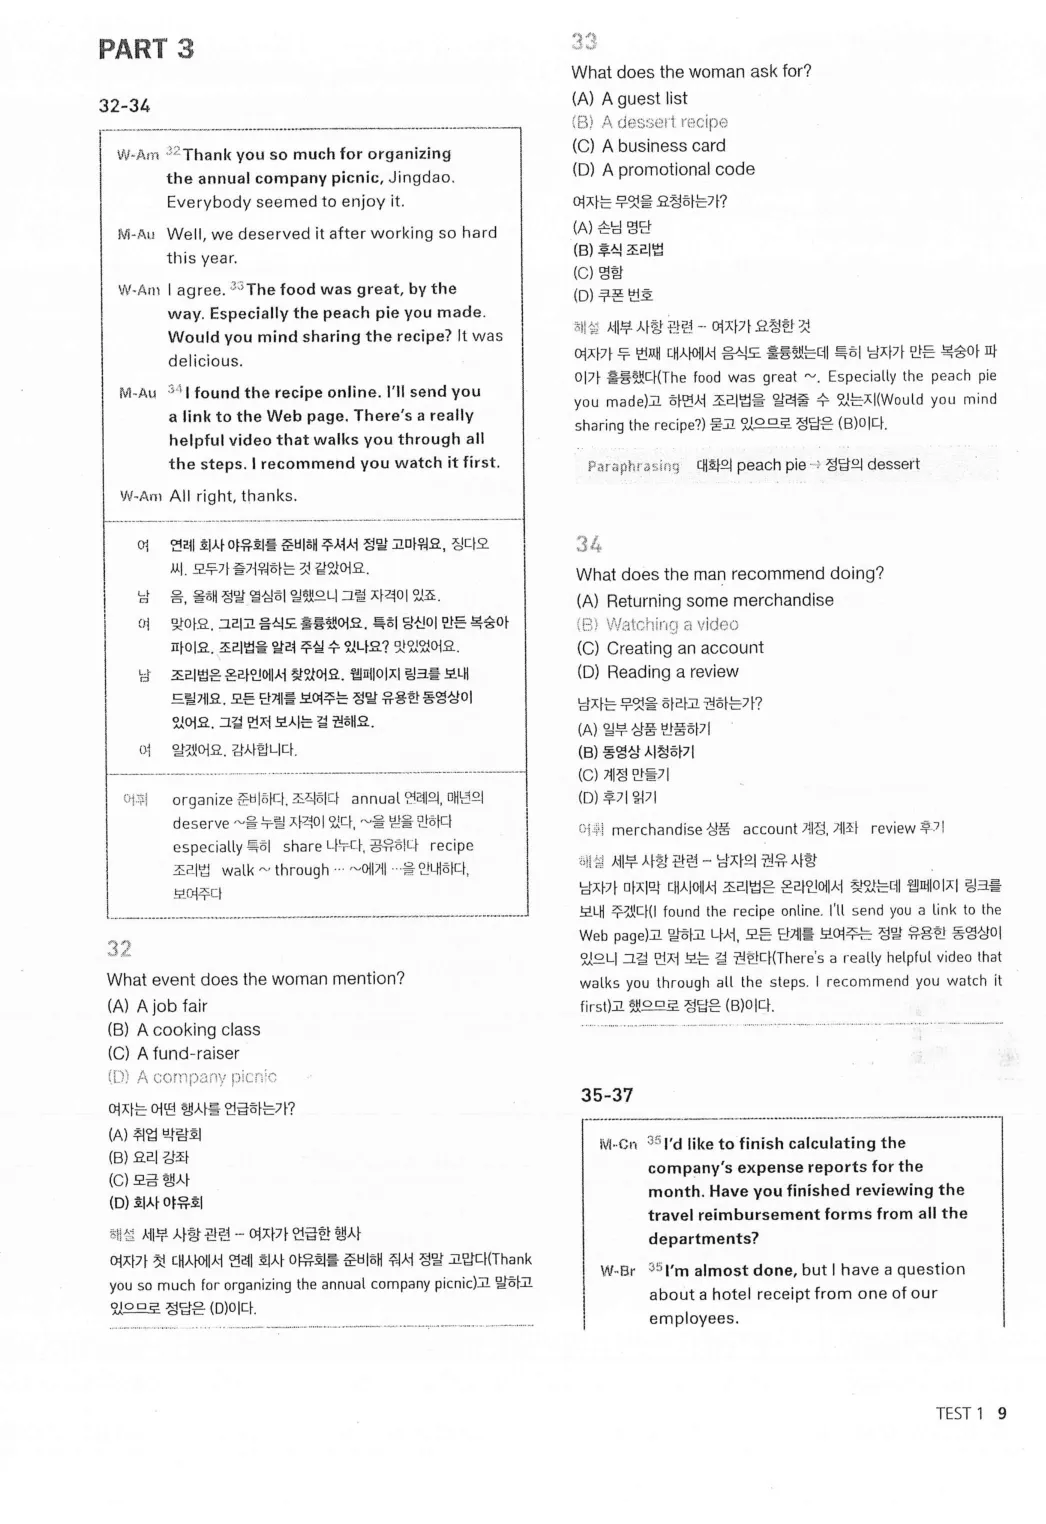 PART 3
32-34
W-Am 32Thank you so much for organizing
the annual company picnic, Jingdao.
Everybody seemed to enjoy it.
M-Au Well, we deserved it after working so hard
this year.
W-Am I agree. 33The food was great, by the
way. Especially the peach pie you made.
Would you mind sharing the recipe? It was
delicious.
M-Au 34I found the recipe online. I'll send you
a link to the Web page. There's a really
helpful video that walks you through all
the steps. I recommend you watch it first.
W-Am All right, thanks.
여 연례 회사 야유회를 준비해 주셔서 정말 고마워요, 징다오
씨. 모두가 즐거워하는 것 같았어요.
남 음, 올해 정말 열심히 일했으니 그럴 자격이 있죠.
여 맞아요. 그리고 음식도 훌륭했어요. 특히 당신이 만든 복숭아
파이요. 조리법을 알려 주실 수 있나요? 맛있었어요.
남 조리법은 온라인에서 찾았어요. 웹페이지 링크를 보내
드릴게요. 모든 단계를 보여주는 정말 유용한 동영상이
있어요. 그걸 먼저 보시는 걸 권해요.
여 알겠어요. 감사합니다.
어휘 organize 준비하다, 조직하다 annual 연례의, 매년의
deserve ~을 누릴 자격이 있다, ~을 받을 만하다
especially 특히 share 나누다, 공유하다 recipe
조리법 walk ~ through ··· ~에게 ···을 안내하다,
보여주다
32
What event does the woman mention?
(A) A job fair
(B) A cooking class
(C) A fund-raiser
(D) A company picnic
여자는 어떤 행사를 언급하는가?
(A) 취업 박람회
(B) 요리 강좌
(C) 모금 행사
(D) 회사 야유회
해설 세부 사항 관련 – 여자가 언급한 행사
여자가 첫 대사에서 연례 회사 야유회를 준비해 줘서 정말 고맙다(Thank
you so much for organizing the annual company picnic)고 말하고
있으므로 정답은 (D)이다.
33
What does the woman ask for?
(A) A guest list
(B) A dessert recipe
(C) A business card
(D) A promotional code
여자는 무엇을 요청하는가?
(A) 손님 명단
(B) 후식 조리법
(C) 명함
(D) 쿠폰 번호
해설 세부 사항 관련 – 여자가 요청한 것
여자가 두 번째 대사에서 음식도 훌륭했는데 특히 남자가 만든 복숭아 파
이가 훌륭했다(The food was great ~. Especially the peach pie
you made)고 하면서 조리법을 알려줄 수 있는지(Would you mind
sharing the recipe?) 묻고 있으므로 정답은 (B)이다.
Paraphrasing 대화의 peach pie → 정답의 dessert
34
What does the man recommend doing?
(A) Returning some merchandise
(B) Watching a video
(C) Creating an account
(D) Reading a review
남자는 무엇을 하라고 권하는가?
(A) 일부 상품 반품하기
(B) 동영상 시청하기
(C) 계정 만들기
(D) 후기 읽기
어휘 merchandise 상품 account 계정, 계좌 review 후기
해설 세부 사항 관련 – 남자의 권유 사항
남자가 마지막 대사에서 조리법은 온라인에서 찾았는데 웹페이지 링크를
보내 주겠다(I found the recipe online. I'll send you a link to the
Web page)고 말하고 나서, 모든 단계를 보여주는 정말 유용한 동영상이
있으니 그걸 먼저 보는 걸 권한다(There's a really helpful video that
walks you through all the steps. I recommend you watch it
first)고 했으므로 정답은 (B)이다.
35-37
M-Cn 35I'd like to finish calculating the
company's expense reports for the
month. Have you finished reviewing the
travel reimbursement forms from all the
departments?
W-Br 35I'm almost done, but I have a question
about a hotel receipt from one of our
employees.
TEST 1 9